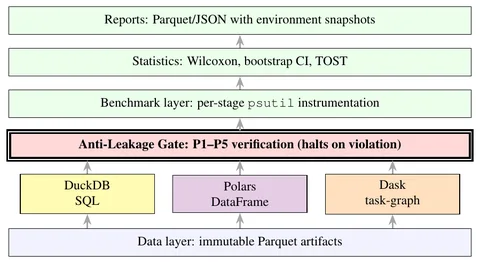 Reports: Parquet/JSON with environment snapshots
Statistics: Wilcoxon, bootstrap CI, TOST
Benchmark layer: per-stage psutil instrumentation
Anti-Leakage Gate: P1–P5 verification (halts on violation)
DuckDB
SQL
Polars
DataFrame
Dask
task-graph
Data layer: immutable Parquet artifacts